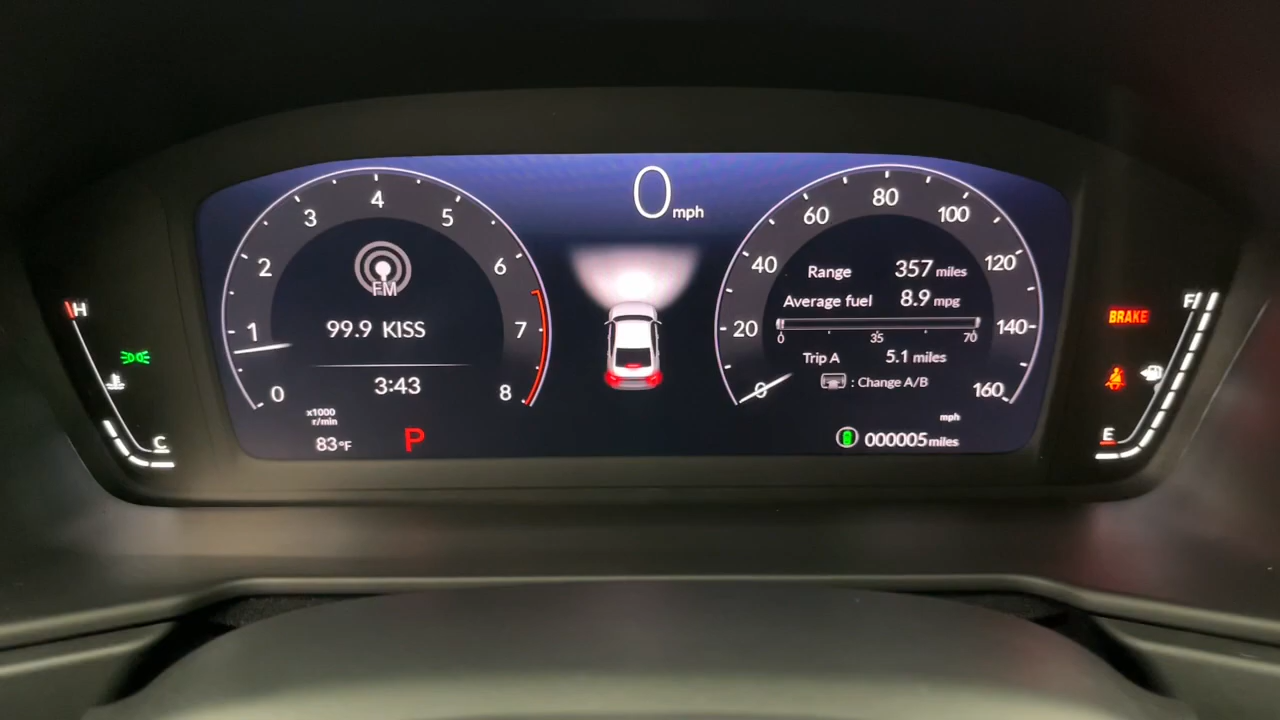 0 mph
4
3
5
2
6
1
7
0
8
FM
99.9 KISS
3:43
x1000
r/min
83°F
P
80
60
100
40
120
20
140
0
160
Range 357 miles
Average fuel 8.9 mpg
0 35 70
Trip A 5.1 miles
: Change A/B
mph
000005 miles
H
C
BRAKE
F
E